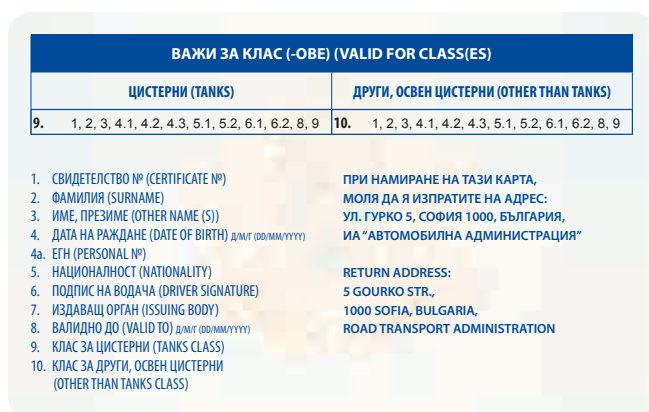 ВАЖИ ЗА КЛАС (-ОВЕ) (VALID FOR CLASS(ES)
ЦИСТЕРНИ (TANKS)
ДРУГИ, ОСВЕН ЦИСТЕРНИ (OTHER THAN TANKS)
9. 1, 2, 3, 4.1, 4.2, 4.3, 5.1, 5.2, 6.1, 6.2, 8, 9
10. 1, 2, 3, 4.1, 4.2, 4.3, 5.1, 5.2, 6.1, 6.2, 8, 9
1. СВИДЕТЕЛСТВО № (CERTIFICATE №)
2. ФАМИЛИЯ (SURNAME)
3. ИМЕ, ПРЕЗИМЕ (OTHER NAME (S))
4. ДАТА НА РАЖДАНЕ (DATE OF BIRTH) Д/М/Г (DD/MM/YYYY)
4a. ЕГН (PERSONAL №)
5. НАЦИОНАЛНОСТ (NATIONALITY)
6. ПОДПИС НА ВОДАЧА (DRIVER SIGNATURE)
7. ИЗДАВАЩ ОРГАН (ISSUING BODY)
8. ВАЛИДНО ДО (VALID TO) Д/М/Г (DD/MM/YYYY)
9. КЛАС ЗА ЦИСТЕРНИ (TANKS CLASS)
10. КЛАС ЗА ДРУГИ, ОСВЕН ЦИСТЕРНИ
(OTHER THAN TANKS CLASS)
ПРИ НАМИРАНЕ НА ТАЗИ КАРТА,
МОЛЯ ДА Я ИЗПРАТИТЕ НА АДРЕС:
УЛ. ГУРКО 5, СОФИЯ 1000, БЪЛГАРИЯ,
ИА “АВТОМОБИЛНА АДМИНИСТРАЦИЯ”
RETURN ADDRESS:
5 GOURKO STR.,
1000 SOFIA, BULGARIA,
ROAD TRANSPORT ADMINISTRATION